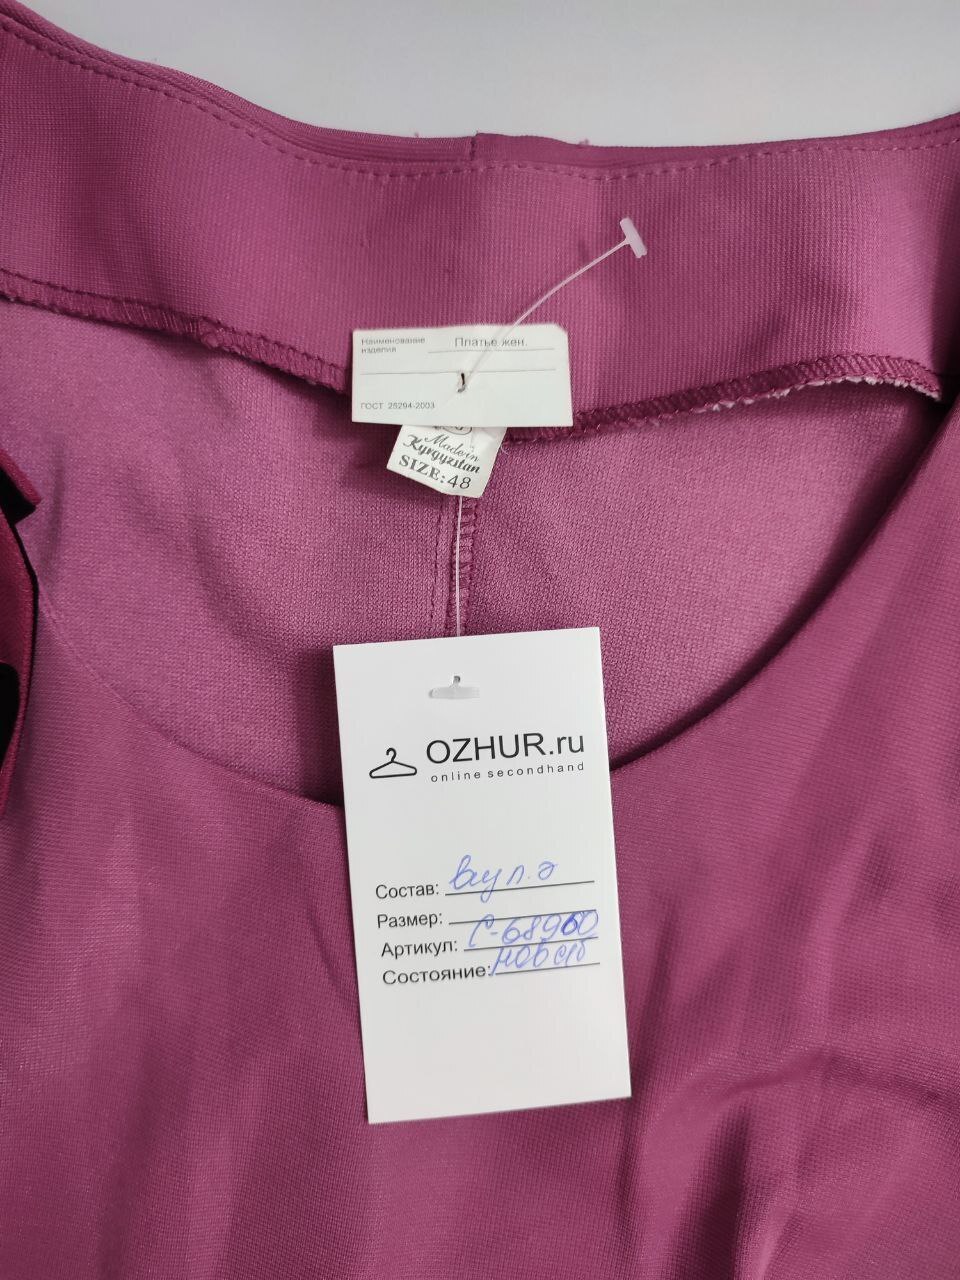 Наименование
изделия
Платье жен.
ГОСТ 25294-2003
Made in
Kyrgyzstan
SIZE: 48
OZHUR.ru
online secondhand
Состав:
Размер:
Артикул: С-68960
Состояние: